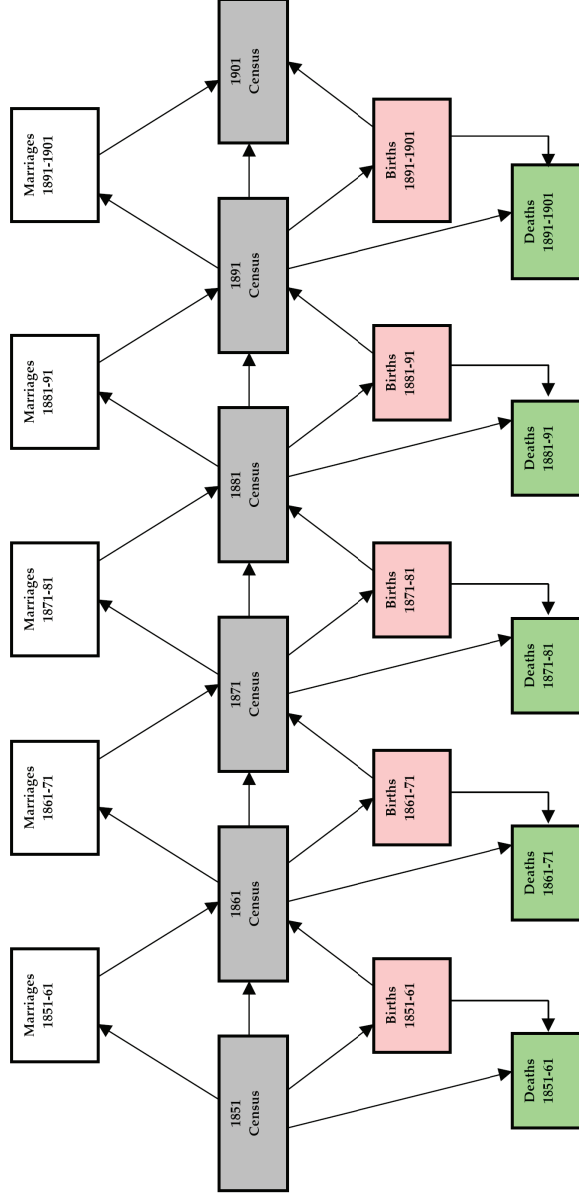 Marriages
1851-61
Marriages
1861-71
Marriages
1871-81
Marriages
1881-91
Marriages
1891-1901
1851
Census
1861
Census
1871
Census
1881
Census
1891
Census
1901
Census
Births
1851-61
Births
1861-71
Births
1871-81
Births
1881-91
Births
1891-1901
Deaths
1851-61
Deaths
1861-71
Deaths
1871-81
Deaths
1881-91
Deaths
1891-1901